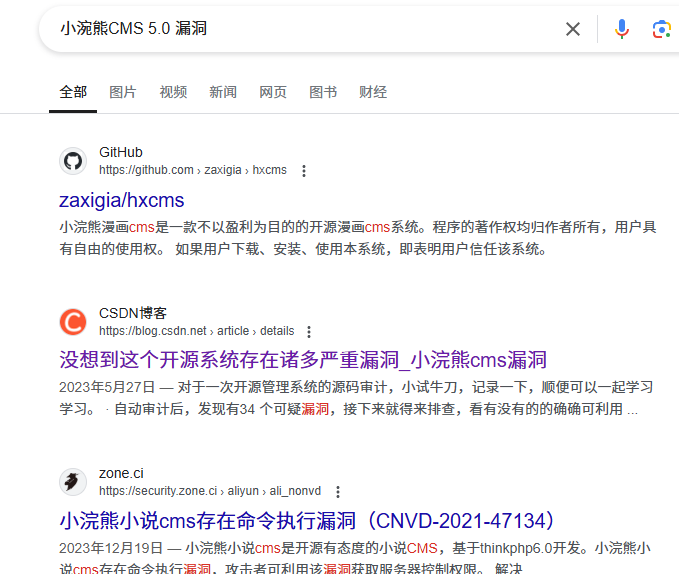 小浣熊CMS 5.0 漏洞
全部 图片 视频 新闻 网页 图书 财经
GitHub
https://github.com › zaxigia › hxcms
zaxigia/hxcms
小浣熊漫画cms是一款不以盈利为目的的开源漫画cms系统。程序的著作权均归作者所有，用户具
有自由的使用权。 如果用户下载、安装、使用本系统，即表明用户信任该系统。
CSDN博客
https://blog.csdn.net › article › details
没想到这个开源系统存在诸多严重漏洞_小浣熊cms漏洞
2023年5月27日 — 对于一次开源管理系统的源码审计，小试牛刀，记录一下，顺便可以一起学习
学习。 · 自动审计后，发现有34 个可疑漏洞，接下来就得来排查，看有没有的的确确可利用 ...
zone.ci
https://security.zone.ci › aliyun › ali_nonvd
小浣熊小说cms存在命令执行漏洞（CNVD-2021-47134）
2023年12月19日 — 小浣熊小说cms是开源有态度的小说CMS，基于thinkphp6.0开发。小浣熊小
说cms存在命令执行漏洞，攻击者可利用该漏洞获取服务器控制权限。 解决